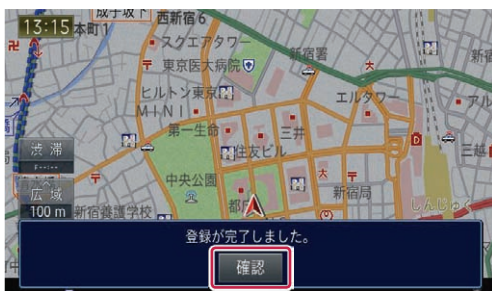 成子坂下
西新宿6
13:15
本町1
スクエアタワー
新宿署
東京医大病院
ヒルトン東京
MINI
エルタワー
第一生命
三井
住友ビル
三越
渋滞
中央公園
広域
新宿局
100m
新宿養護学校
都庁
しんじゅく
登録が完了しました。
確認